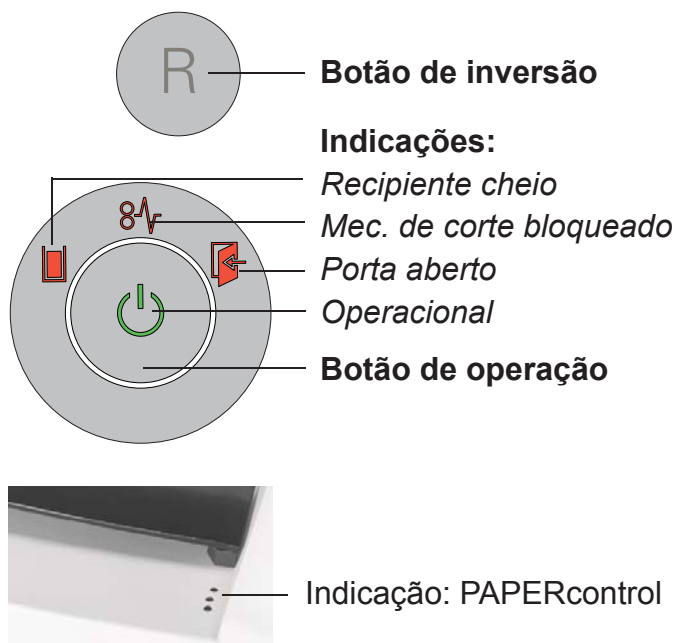 R
Botão de inversão
Indicações:
Recipiente cheio
Mec. de corte bloqueado
Porta aberto
Operacional
Botão de operação
Indicação: PAPERcontrol